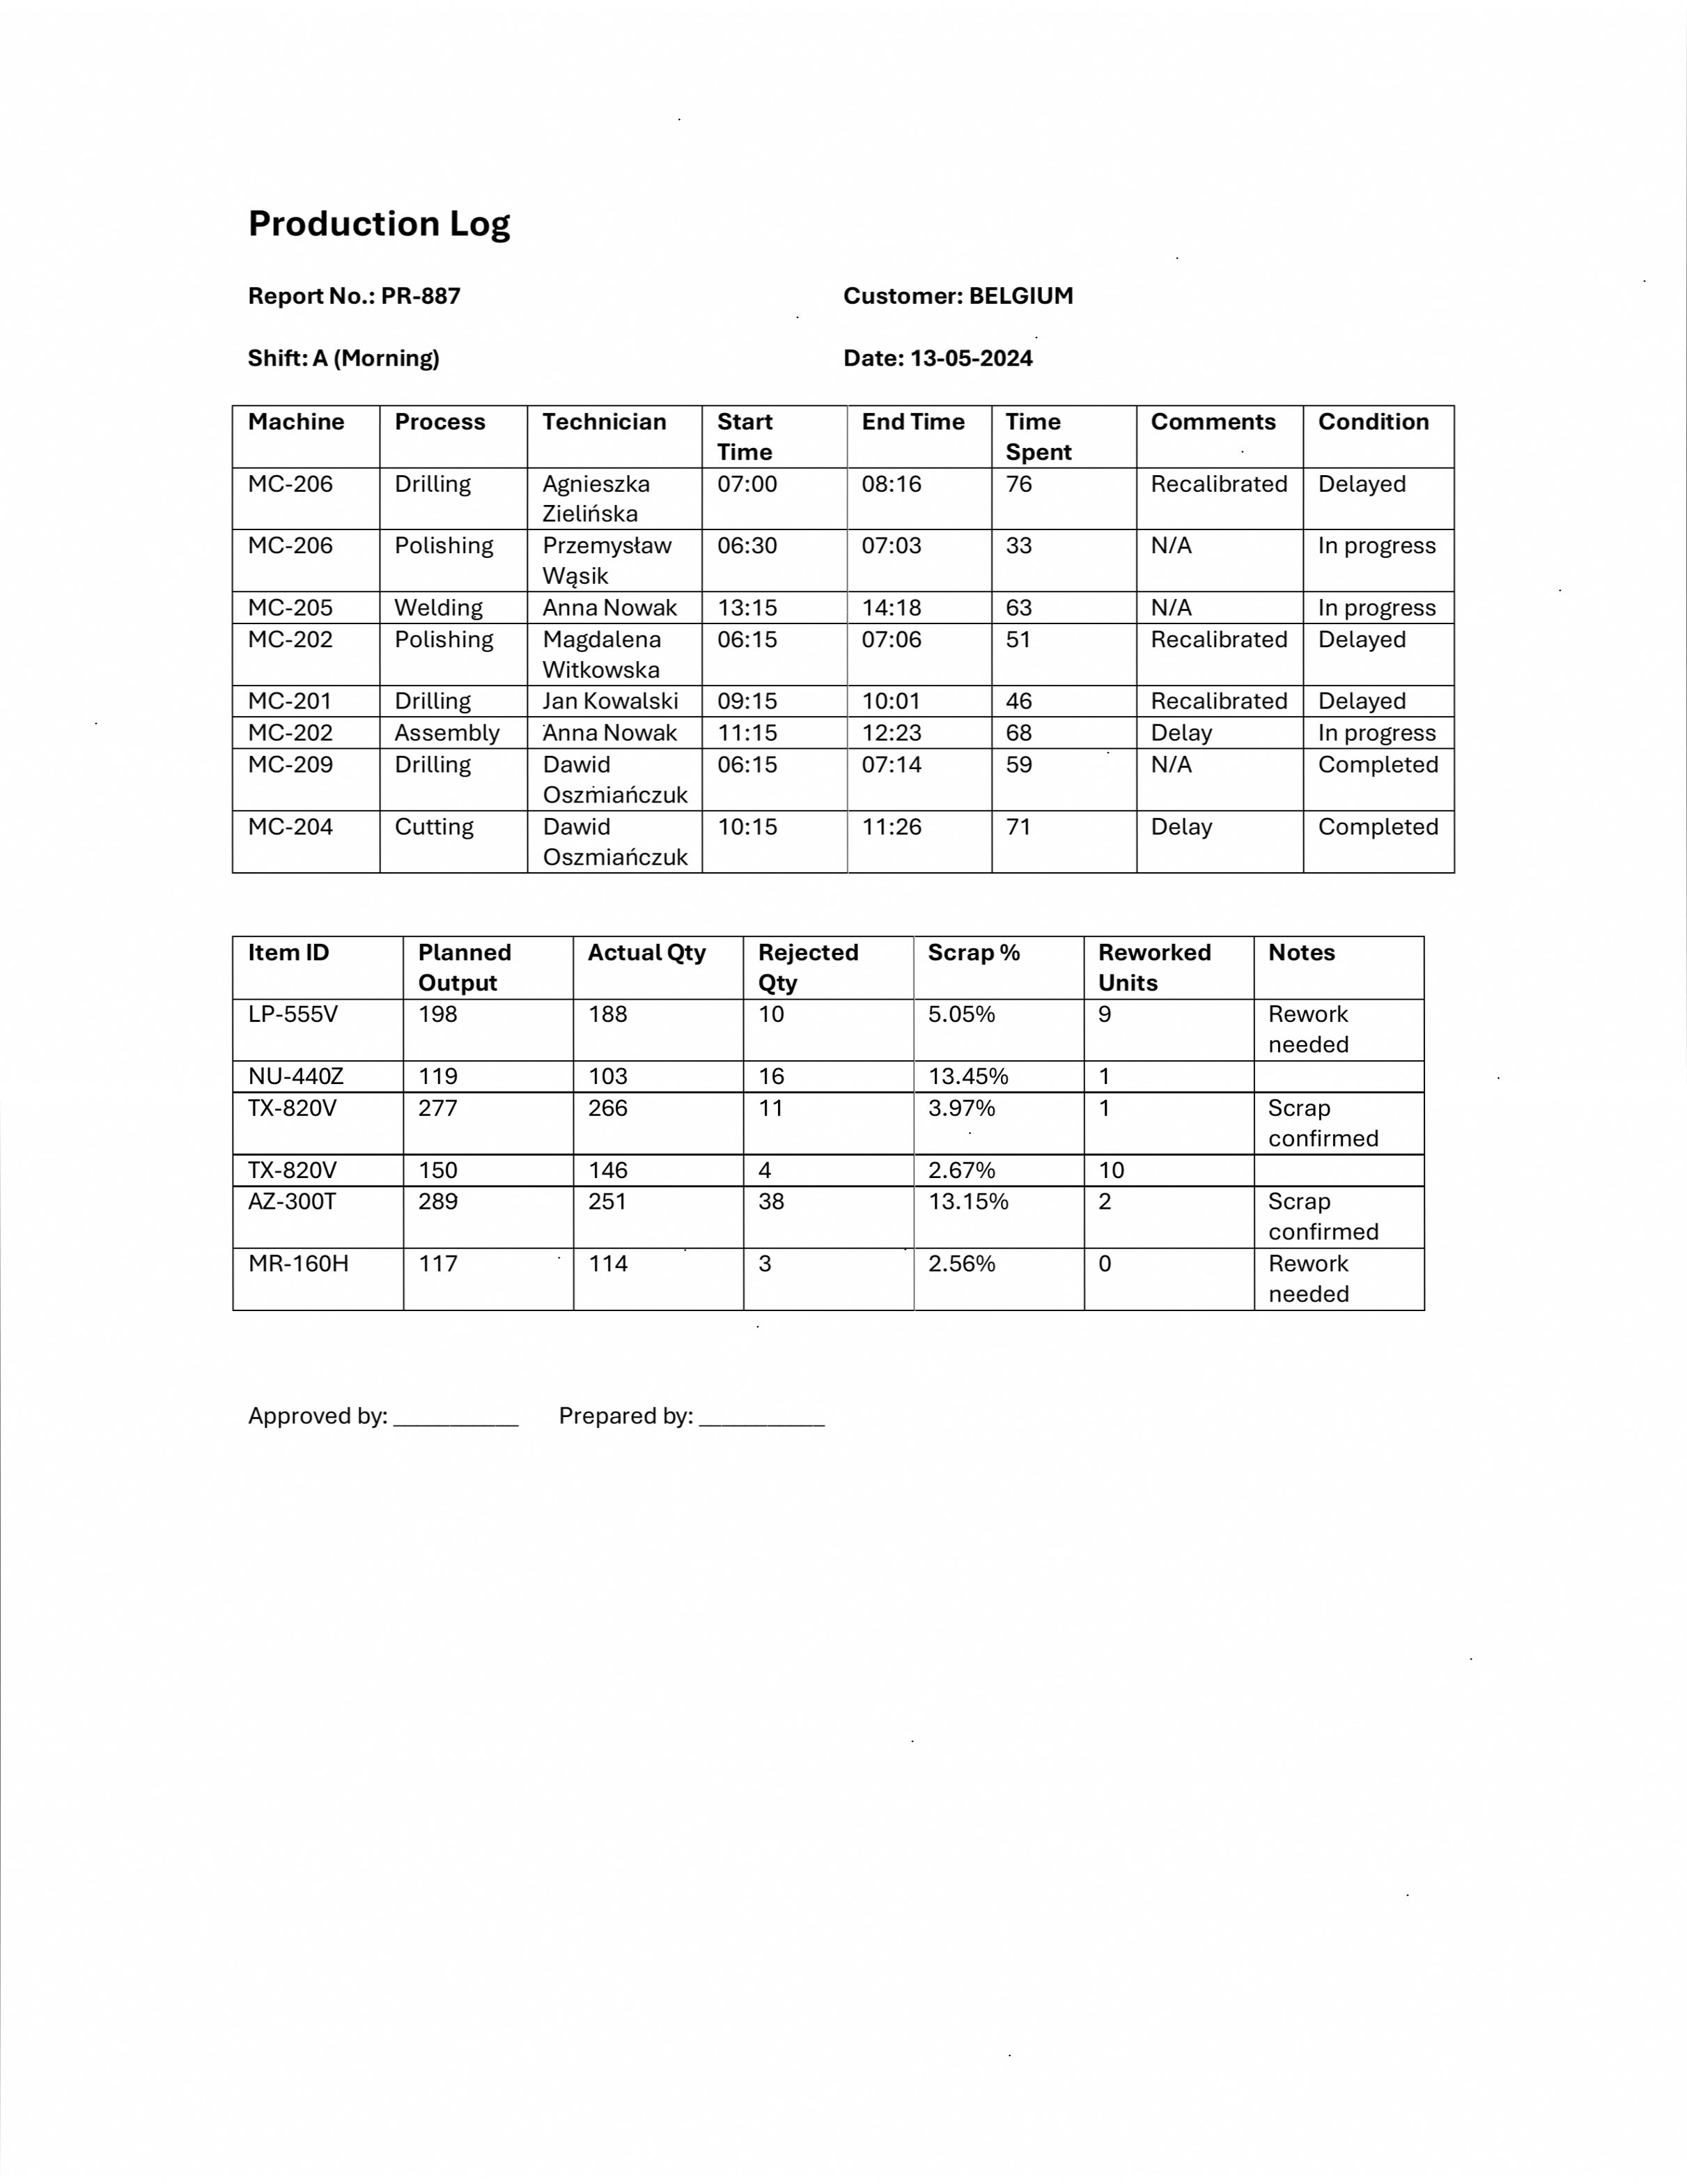 Production Log
Report No.: PR-887 Customer: BELGIUM
Shift: A (Morning) Date: 13-05-2024
Machine Process Technician Start Time End Time Time Spent Comments Condition
MC-206 Drilling Agnieszka Zielińska 07:00 08:16 76 Recalibrated Delayed
MC-206 Polishing Przemysław Wąsik 06:30 07:03 33 N/A In progress
MC-205 Welding Anna Nowak 13:15 14:18 63 N/A In progress
MC-202 Polishing Magdalena Witkowska 06:15 07:06 51 Recalibrated Delayed
MC-201 Drilling Jan Kowalski 09:15 10:01 46 Recalibrated Delayed
MC-202 Assembly Anna Nowak 11:15 12:23 68 Delay In progress
MC-209 Drilling Dawid Oszmiańczuk 06:15 07:14 59 N/A Completed
MC-204 Cutting Dawid Oszmiańczuk 10:15 11:26 71 Delay Completed
Item ID Planned Output Actual Qty Rejected Qty Scrap % Reworked Units Notes
LP-555V 198 188 10 5.05% 9 Rework needed
NU-440Z 119 103 16 13.45% 1
TX-820V 277 266 11 3.97% 1 Scrap confirmed
TX-820V 150 146 4 2.67% 10
AZ-300T 289 251 38 13.15% 2 Scrap confirmed
MR-160H 117 114 3 2.56% 0 Rework needed
Approved by: __________ Prepared by: __________